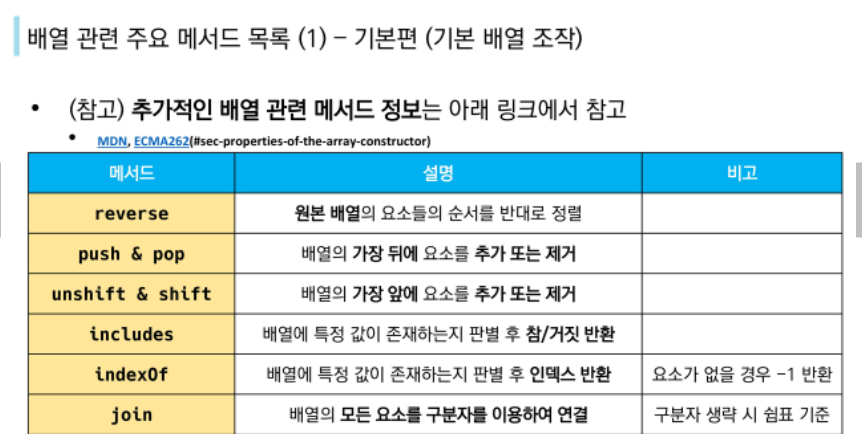 배열 관련 주요 메서드 목록 (1) – 기본편 (기본 배열 조작)
• (참고) 추가적인 배열 관련 메서드 정보는 아래 링크에서 참고
• MDN, ECMA262(#sec-properties-of-the-array-constructor)
메서드 설명 비고
reverse 원본 배열의 요소들의 순서를 반대로 정렬
push & pop 배열의 가장 뒤에 요소를 추가 또는 제거
unshift & shift 배열의 가장 앞에 요소를 추가 또는 제거
includes 배열에 특정 값이 존재하는지 판별 후 참/거짓 반환
indexOf 배열에 특정 값이 존재하는지 판별 후 인덱스 반환 요소가 없을 경우 -1 반환
join 배열의 모든 요소를 구분자를 이용하여 연결 구분자 생략 시 쉼표 기준